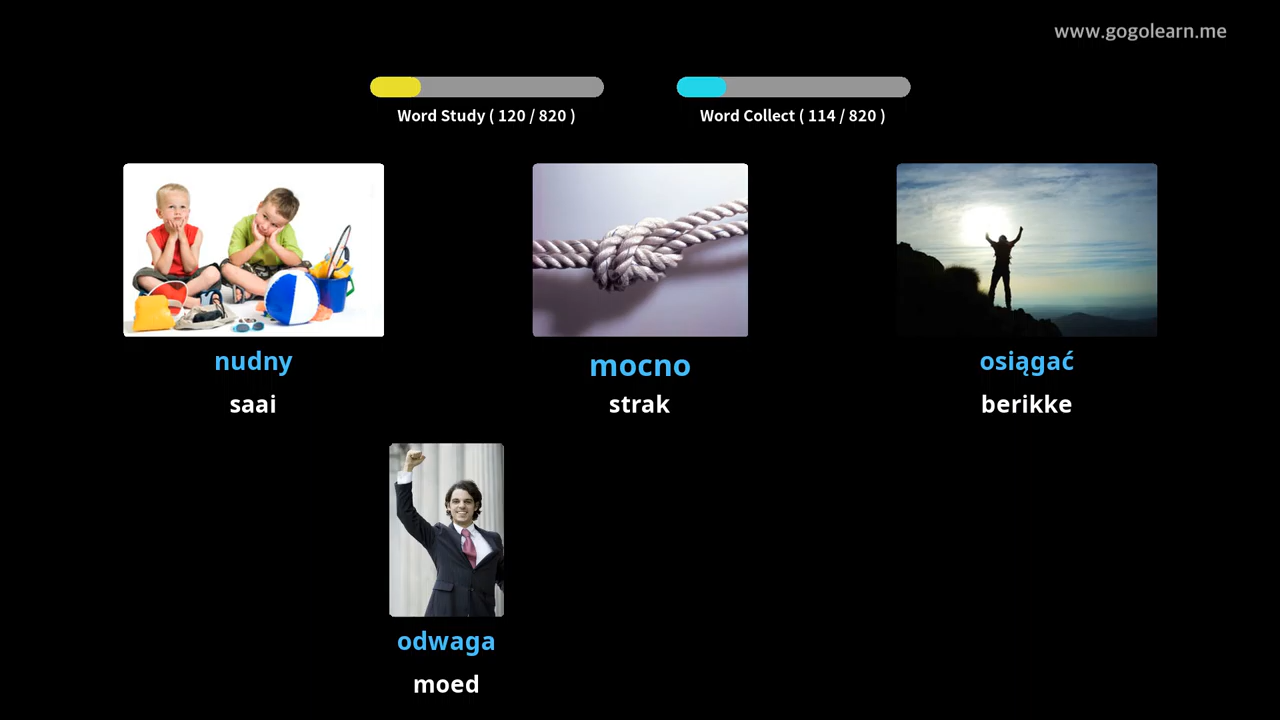 www.gogolearn.me
Word Study ( 120 / 820 )
Word Collect ( 114 / 820 )
nudny
saai
mocno
strak
osiągać
berikke
odwaga
moed